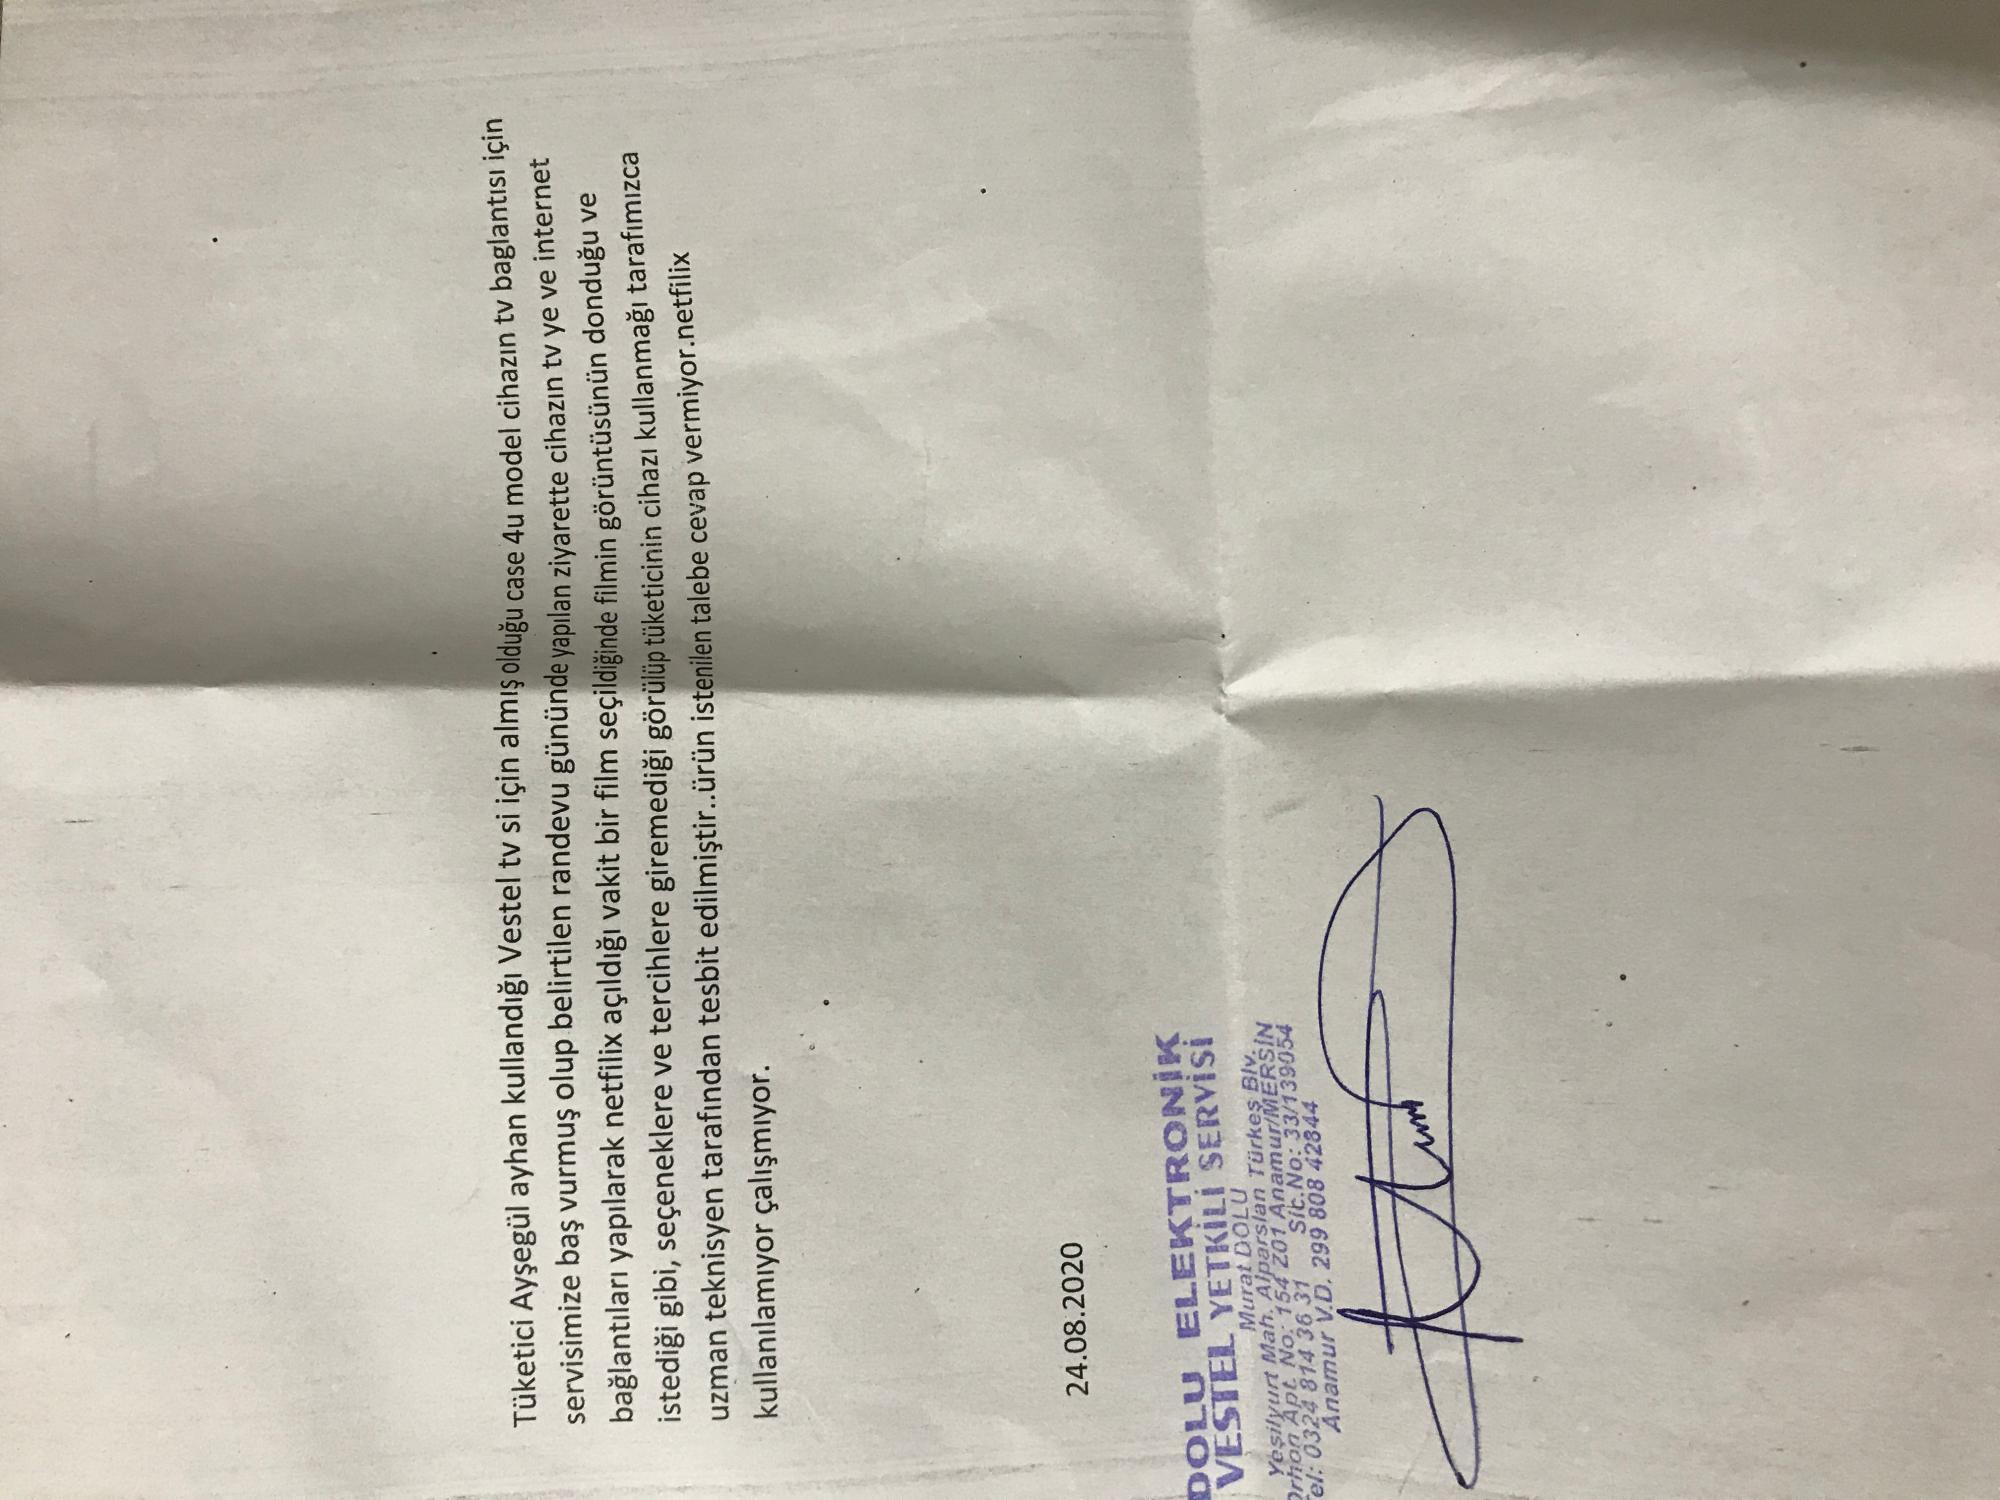 Tüketici Ayşegül ayhan kullandığı Vestel tv si için almış olduğu case 4u model cihazın tv baglantısı için
servisimize baş vurmuş olup belirtilen randevu gününde yapılan ziyarette cihazın tv ye ve internet
bağlantıları yapılarak netfilix açıldığı vakit bir film seçildiğinde filmin görüntüsünün donduğu ve
istediği gibi, seçeneklere ve tercihlere giremediği görülüp tüketicinin cihazı kullanmağı tarafımızca
uzman teknisyen tarafından tesbit edilmiştir..ürün istenilen talebe cevap vermiyor.netfilix
kullanılamıyor çalışmıyor.
24.08.2020
DOLU ELEKTRONİK
VESTEL YETKİLİ SERVİSİ
Murat DOLU
Yeşilyurt Mah. Alparslan Türkeş Blv.
Orhon Apt. No: 154 Z01 Anamur/MERSİN
Tel: 0324 814 36 31 Sic.No: 33/139054
Anamur V.D. 299 808 42844